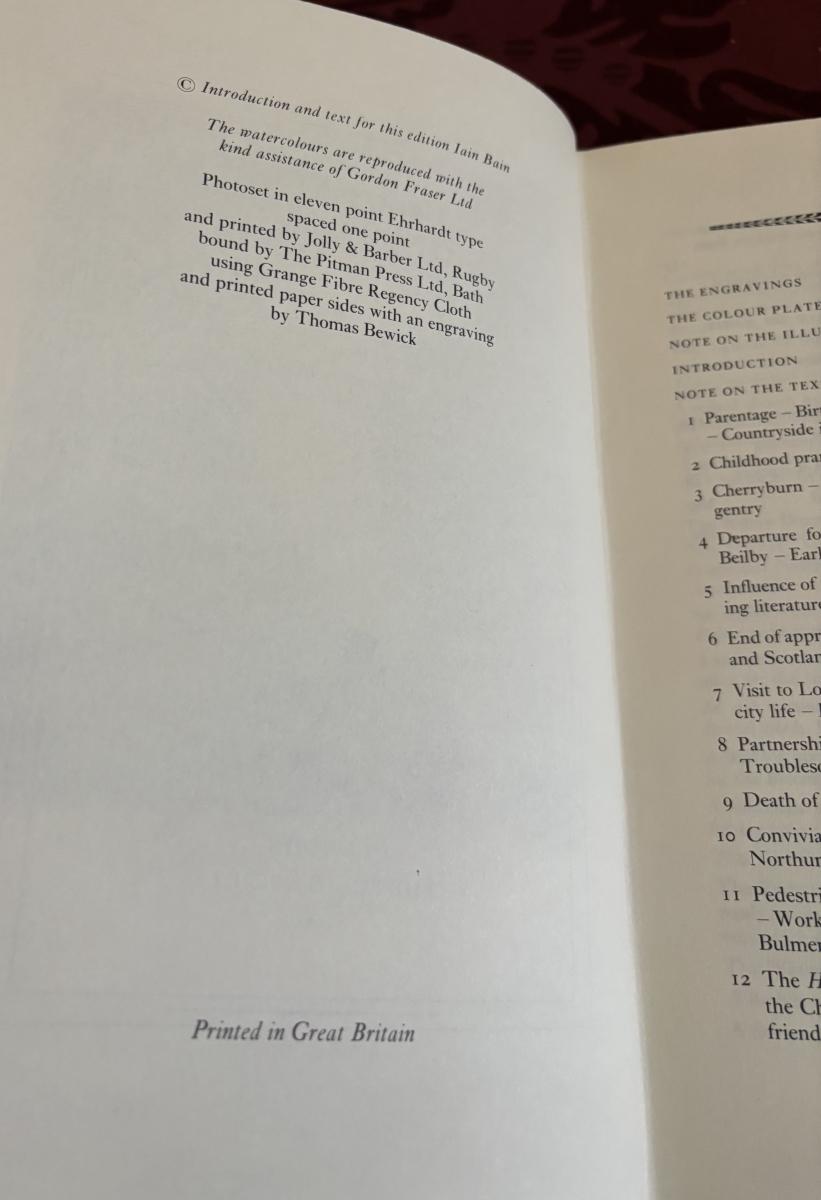 © Introduction and text for this edition Iain Bain
The watercolours are reproduced with the
kind assistance of Gordon Fraser Ltd
Photoset in eleven point Ehrhardt type
spaced one point
and printed by Jolly & Barber Ltd, Rugby
bound by The Pitman Press Ltd, Bath
using Grange Fibre Regency Cloth
and printed paper sides with an engraving
by Thomas Bewick
Printed in Great Britain
THE ENGRAVINGS
THE COLOUR PLATE
NOTE ON THE ILLU
INTRODUCTION
NOTE ON THE TEX
1 Parentage – Bir
– Countryside
2 Childhood pra
3 Cherryburn –
gentry
4 Departure fo
Beilby – Earl
5 Influence of
ing literature
6 End of appr
and Scotlan
7 Visit to Lo
city life –
8 Partnershi
Troubleso
9 Death of
10 Convivia
Northur
11 Pedestri
– Work
Bulmer
12 The H
the Ch
friend